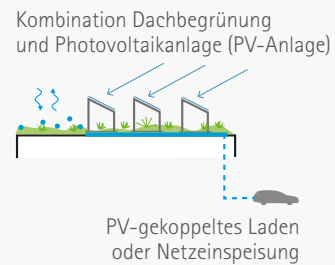 Kombination Dachbegrünung
und Photovoltaikanlage (PV-Anlage)
PV-gekoppeltes Laden
oder Netzeinspeisung